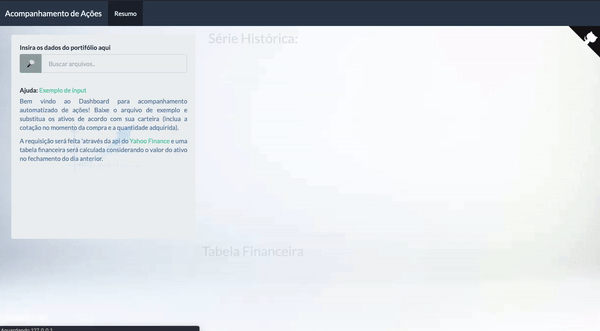 Acompanhamento de Ações Resumo
Insira os dados do portifólio aqui
Buscar arquivos..
Ajuda: Exemplo de input
Bem vindo ao Dashboard para acompanhamento
automatizado de ações! Baixe o arquivo de exemplo e
substitua os ativos de acordo com sua carteira (inclua a
cotação no momento da compra e a quantidade adquirida).
A requisição será feita 'através da api do Yahoo Finance e uma
tabela financeira será calculada considerando o valor do ativo
no fechamento do dia anterior.
Série Histórica:
Tabela Financeira
Aguardando 127.0.0.1